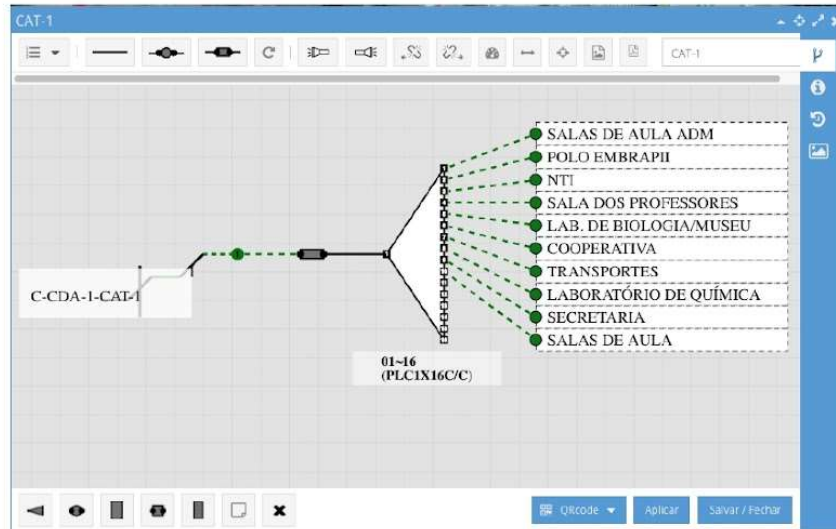 CAT-1
CAT-1
SALAS DE AULA ADM
POLO EMBRAPII
NTI
SALA DOS PROFESSORES
LAB. DE BIOLOGIA/MUSEU
COOPERATIVA
TRANSPORTES
LABORATÓRIO DE QUÍMICA
SECRETARIA
SALAS DE AULA
C-CDA-1-CAT-1
01~16
(PLC1X16C/C)
QRcode
Aplicar
Salvar / Fechar